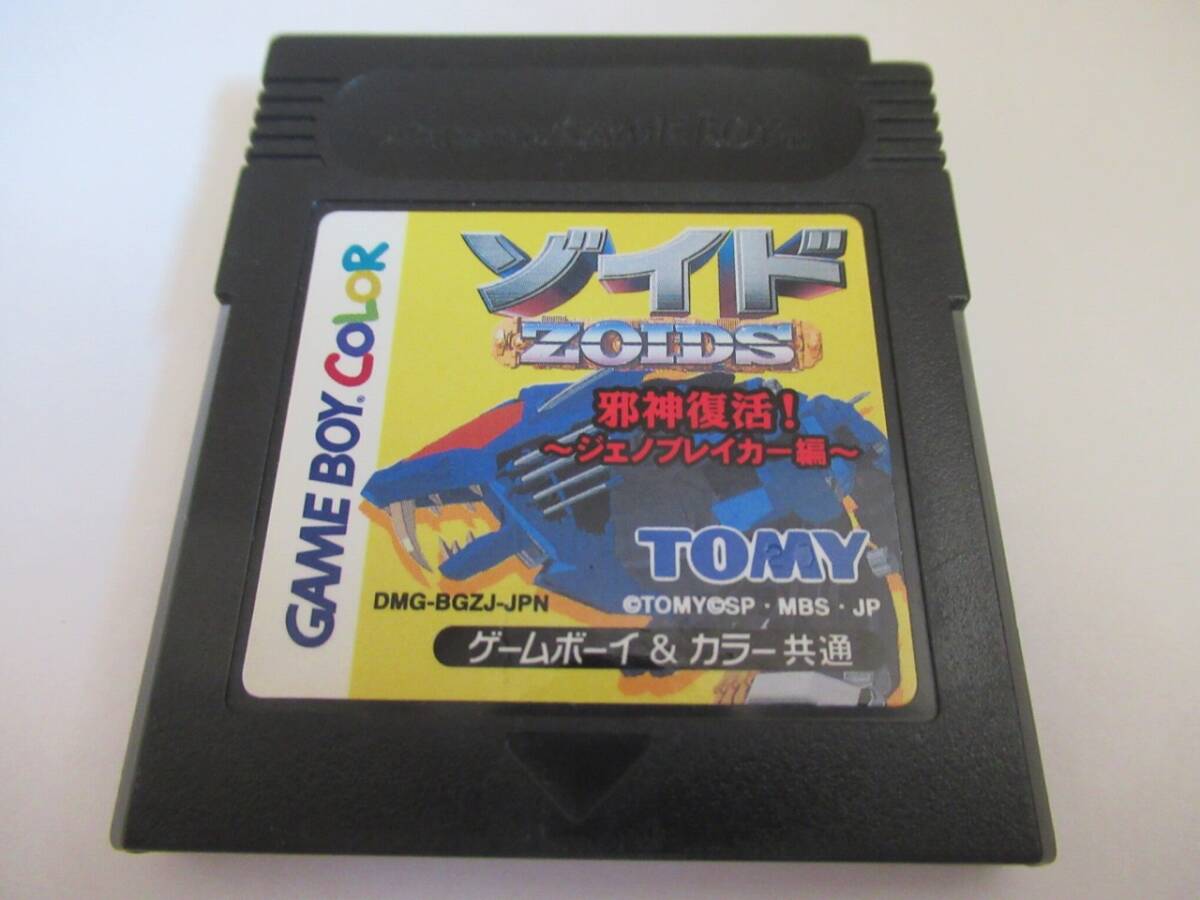 GAME BOY
GAME BOY COLOR
ゾイド
ZOIDS
邪神復活!
〜ジェノブレイカー編〜
TOMY
DMG-BGZJ-JPN
©TOMY©SP・MBS・JP
ゲームボーイ & カラー共通